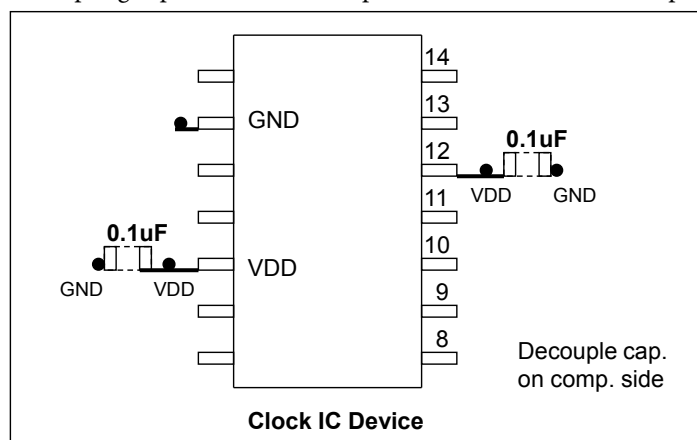 14
13
GND
12
0.1uF
VDD
GND
11
0.1uF
10
VDD
GND
VDD
9
8
Decouple cap.
on comp. side
Clock IC Device